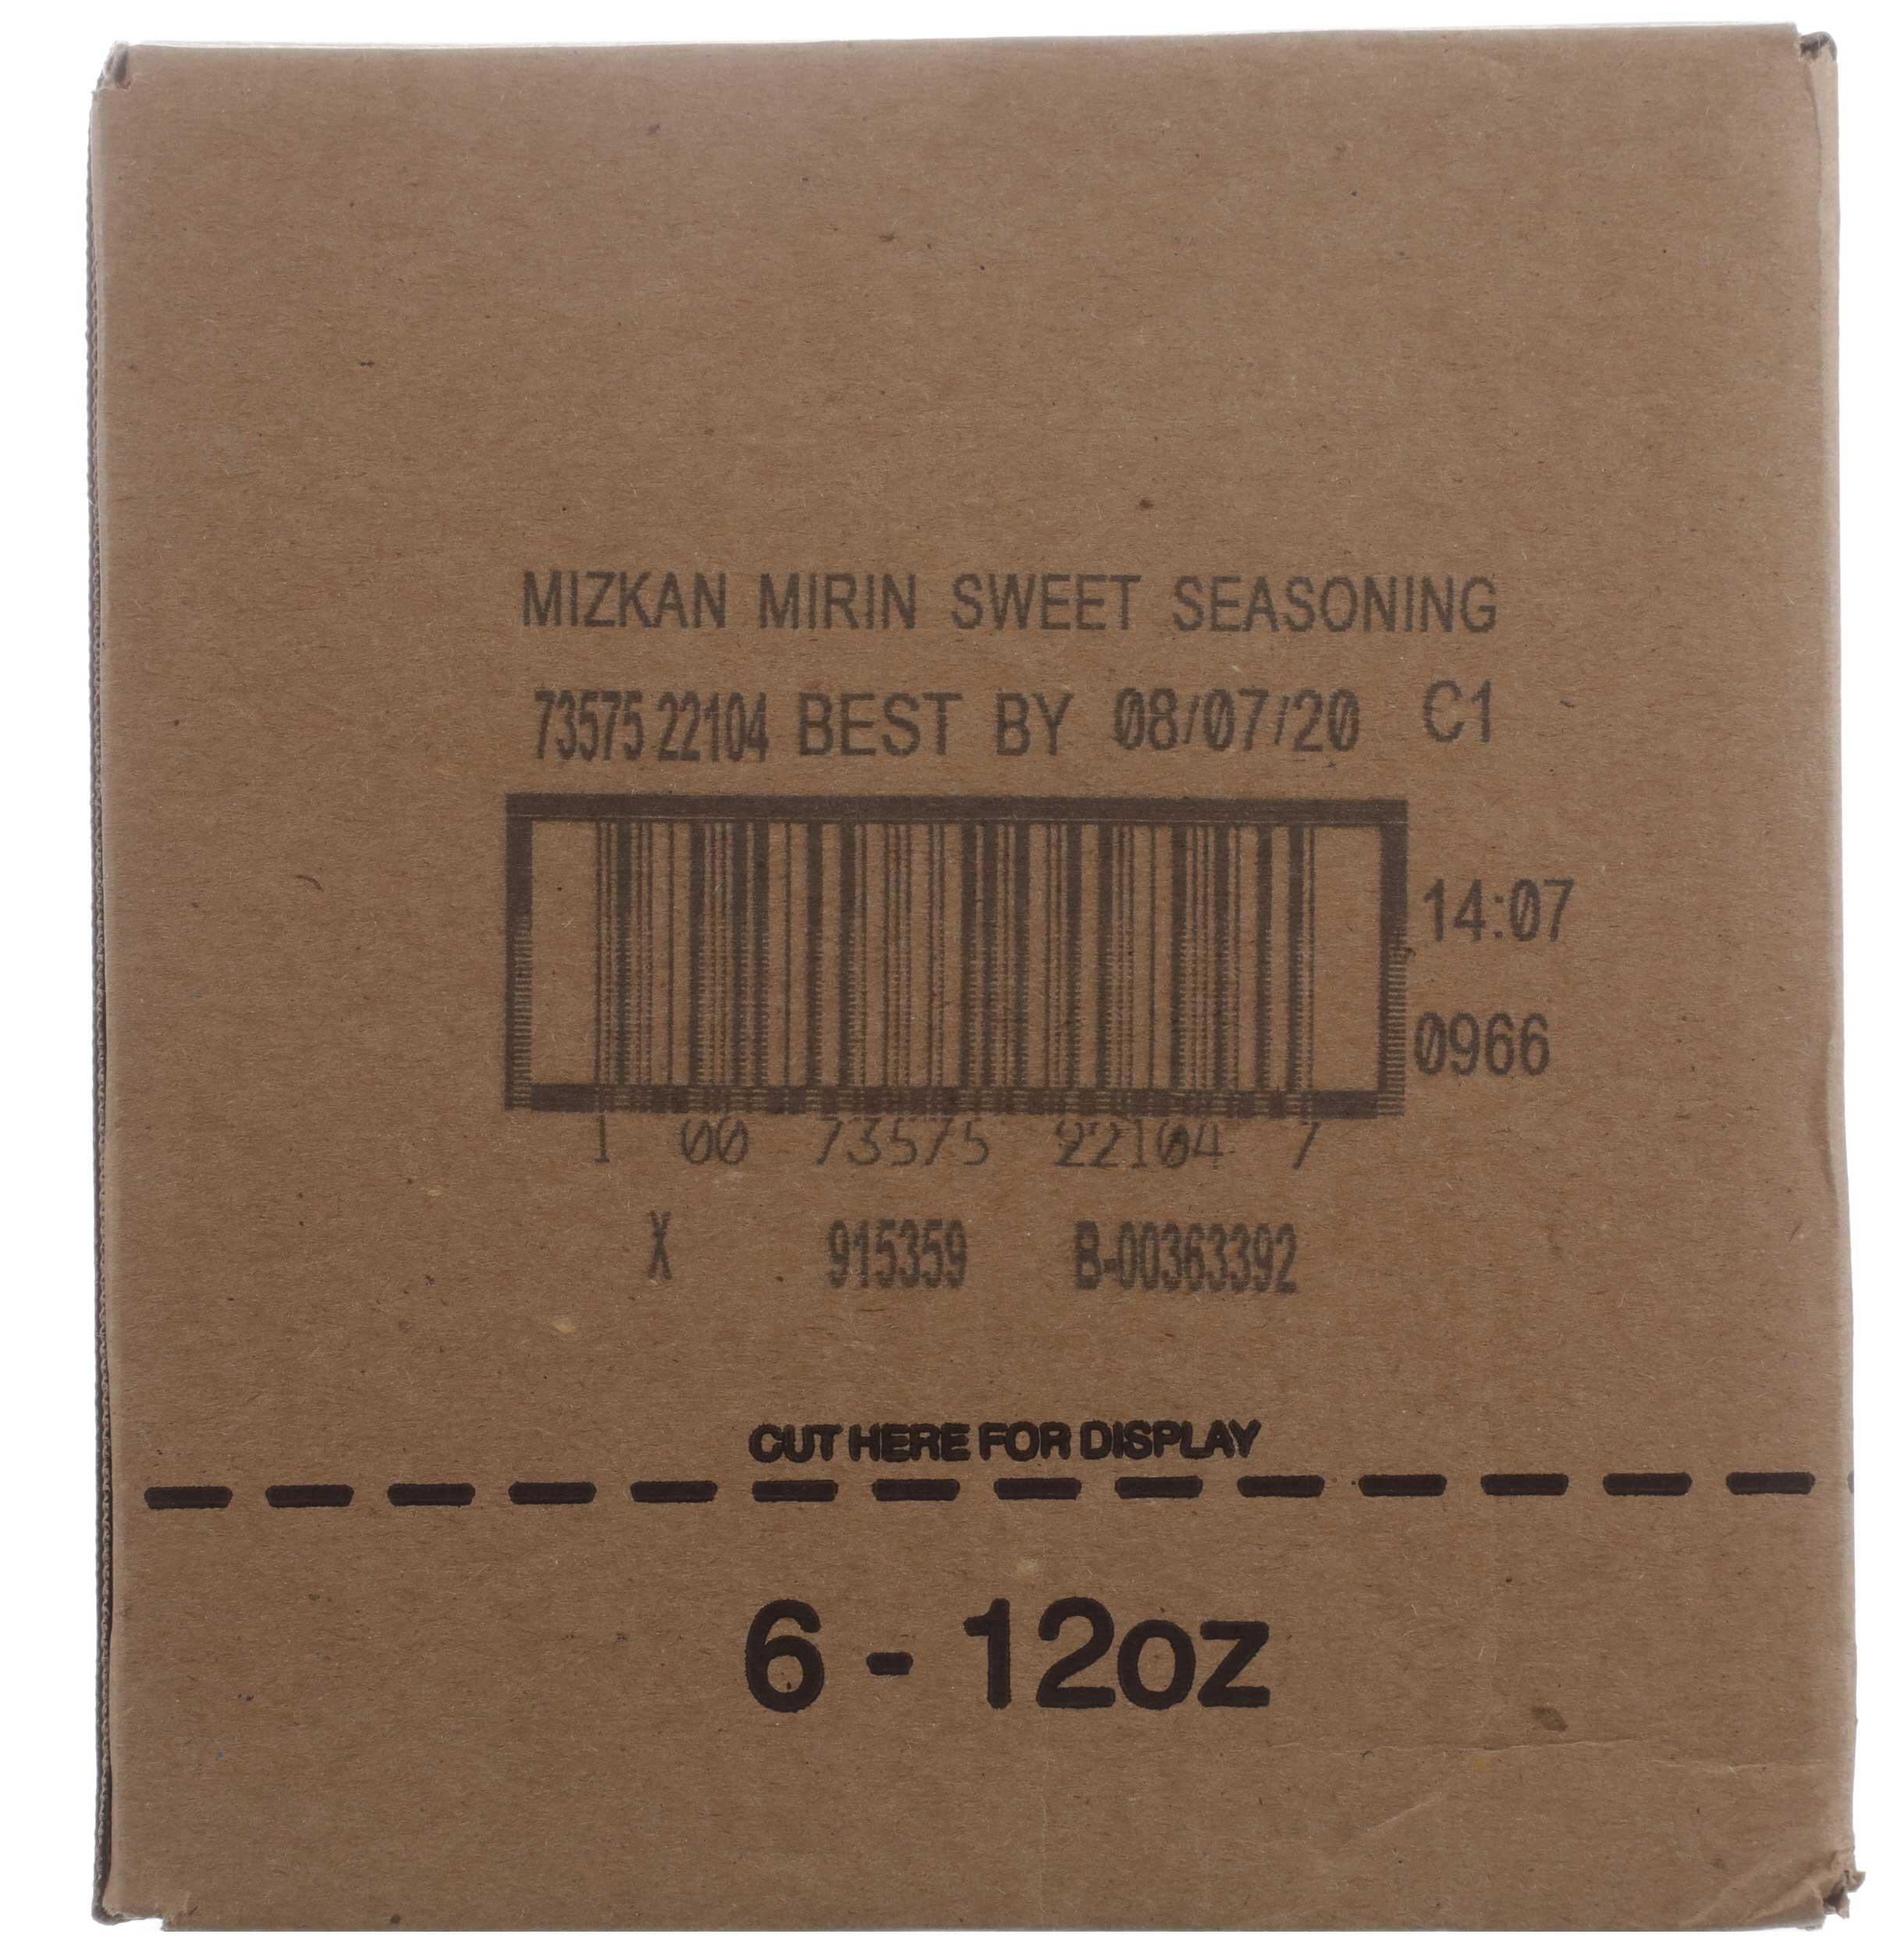 MIZKAN MIRIN SWEET SEASONING
73575 22104 BEST BY 08/07/20 C1
14:07
0966
1 00 73575 22104 7
X 915359 B-00363392
CUT HERE FOR DISPLAY
6 - 12oz